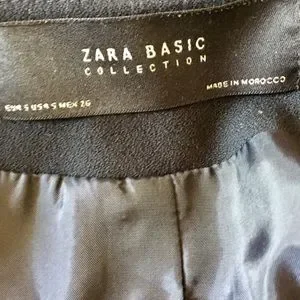 ZARA BASIC
COLLECTION
MADE IN MOROCCO
EUR S USA S MEX 26